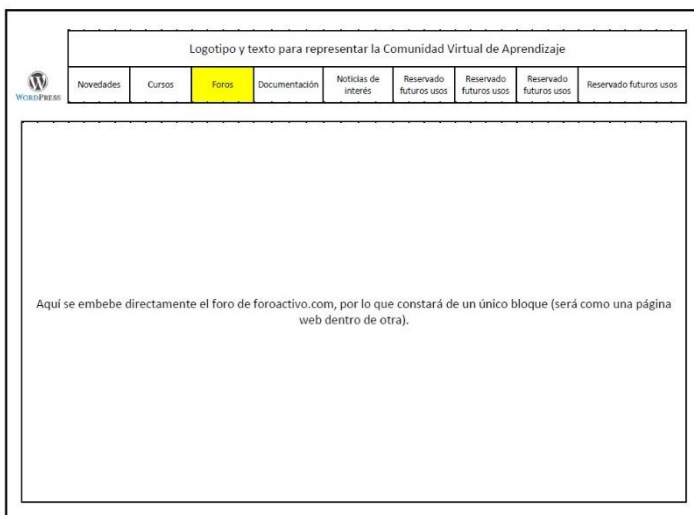 Logotipo y texto para representar la Comunidad Virtual de Aprendizaje
WORDPRESS
Novedades
Cursos
Foros
Documentación
Noticias de
interés
Reservado
futuros usos
Reservado
futuros usos
Reservado
futuros usos
Reservado futuros usos
Aquí se embebe directamente el foro de foroactivo.com, por lo que constará de un único bloque (será como una página
web dentro de otra).